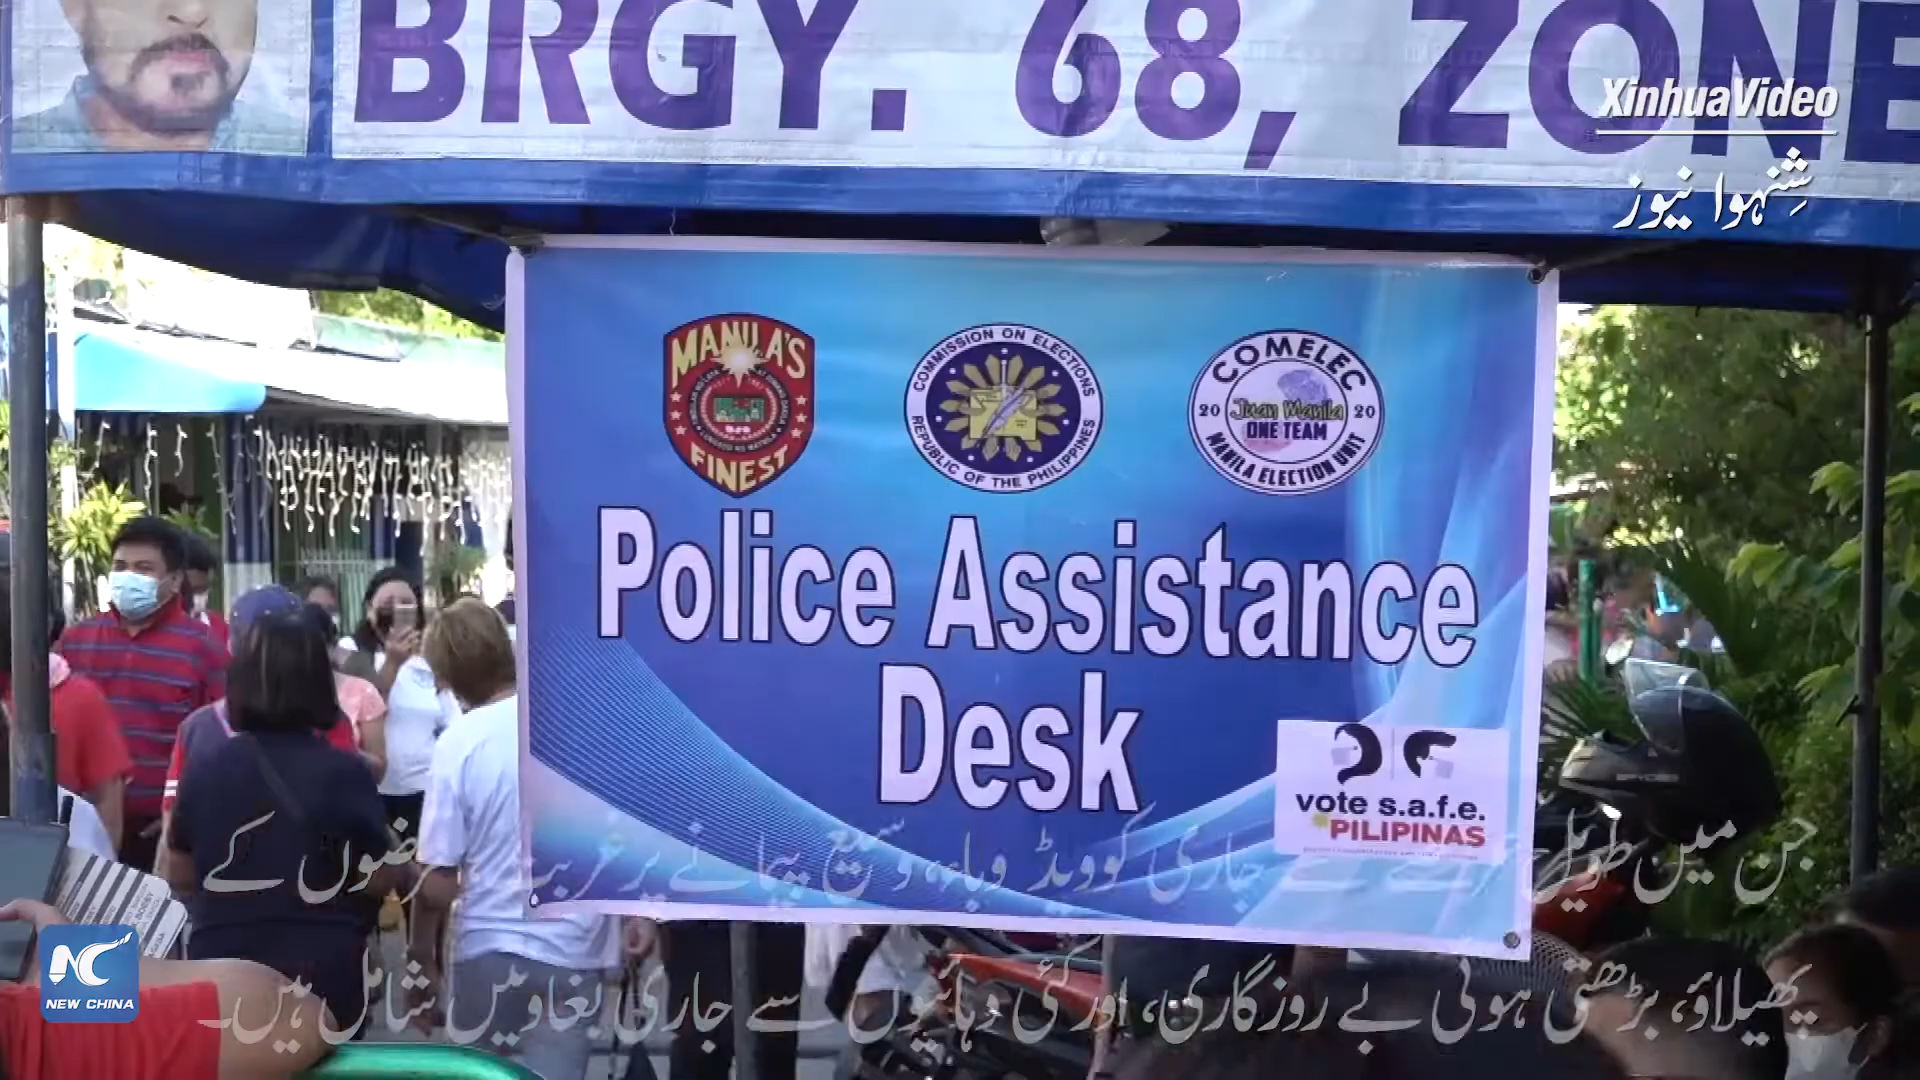 BRGY. 68, ZONE
XinhuaVideo
شِنہوا نیوز
MANILA'S
FINEST
COMMISSION ON ELECTIONS
REPUBLIC OF THE PHILIPPINES
COMELEC
20 Juan Manila 20
ONE TEAM
MANILA ELECTION UNIT
Police Assistance
Desk
vote s.a.f.e.
PILIPINAS
جن میں طویل عرصے سے جاری کوویڈ وباء، وسیع پیمانے پر غربت، قرضوں کے
پھیلاؤ، بڑھتی ہوئی بے روزگاری، اور کئی دہائیوں سے جاری بغاوتیں شامل ہیں۔
NC
NEW CHINA